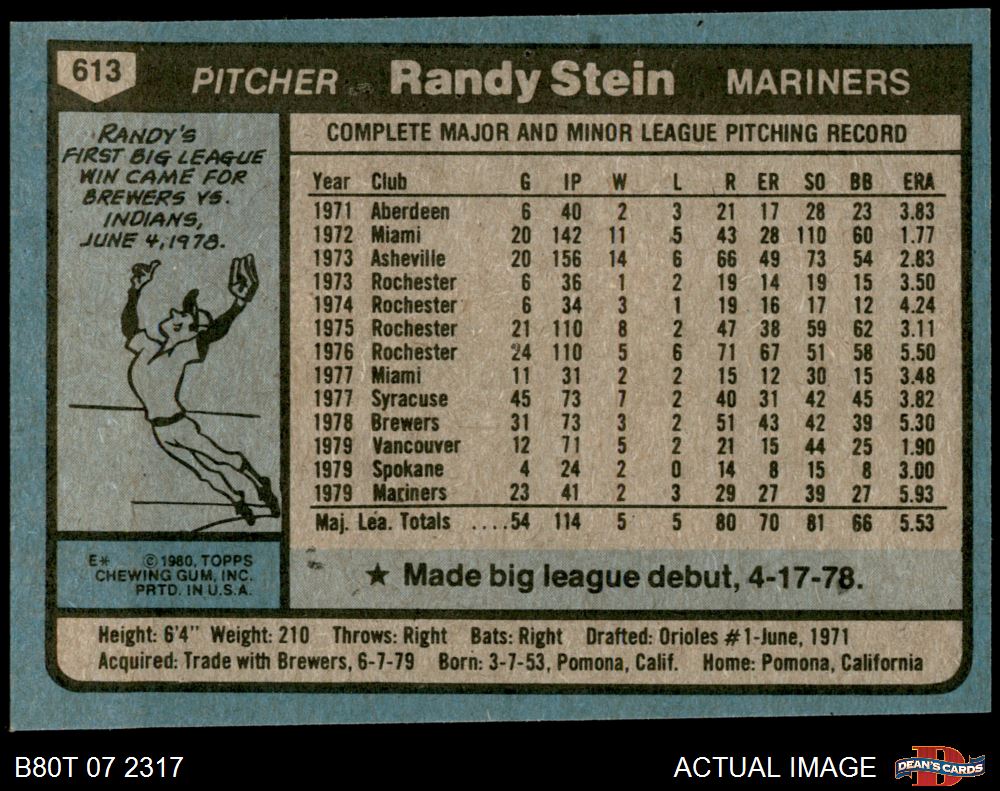 613
PITCHER Randy Stein MARINERS
RANDY'S
FIRST BIG LEAGUE
WIN CAME FOR
BREWERS VS.
INDIANS,
JUNE 4, 1978.
COMPLETE MAJOR AND MINOR LEAGUE PITCHING RECORD
Year Club G IP W L R ER SO BB ERA
1971 Aberdeen 6 40 2 3 21 17 28 23 3.83
1972 Miami 20 142 11 5 43 28 110 60 1.77
1973 Asheville 20 156 14 6 66 49 73 54 2.83
1973 Rochester 6 36 1 2 19 14 19 15 3.50
1974 Rochester 6 34 3 1 19 16 17 12 4.24
1975 Rochester 21 110 8 2 47 38 59 62 3.11
1976 Rochester 24 110 5 6 71 67 51 58 5.50
1977 Miami 11 31 2 2 15 12 30 15 3.48
1977 Syracuse 45 73 7 2 40 31 42 45 3.82
1978 Brewers 31 73 3 2 51 43 42 39 5.30
1979 Vancouver 12 71 5 2 21 15 44 25 1.90
1979 Spokane 4 24 2 0 14 8 15 8 3.00
1979 Mariners 23 41 2 3 29 27 39 27 5.93
Maj. Lea. Totals ....54 114 5 5 80 70 81 66 5.53
E* © 1980, TOPPS
CHEWING GUM, INC.
PRTD. IN U.S.A.
★ Made big league debut, 4-17-78.
Height: 6'4" Weight: 210 Throws: Right Bats: Right Drafted: Orioles #1-June, 1971
Acquired: Trade with Brewers, 6-7-79 Born: 3-7-53, Pomona, Calif. Home: Pomona, California
B80T 07 2317 ACTUAL IMAGE DEAN'S CARDS